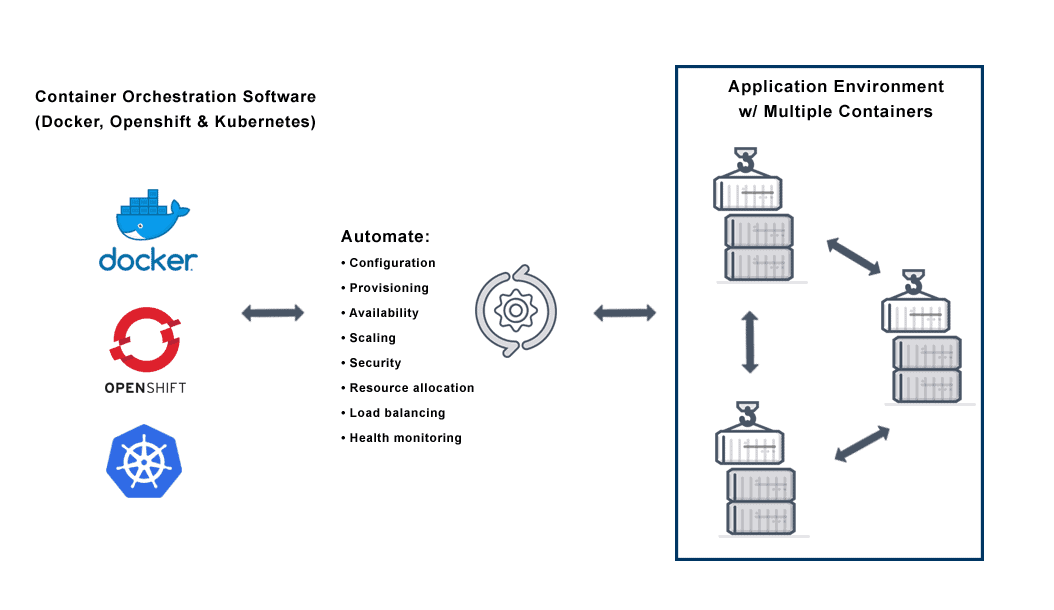 Container Orchestration Software
(Docker, Openshift & Kubernetes)
docker
OPENSHIFT
Automate:
• Configuration
• Provisioning
• Availability
• Scaling
• Security
• Resource allocation
• Load balancing
• Health monitoring
Application Environment
w/ Multiple Containers